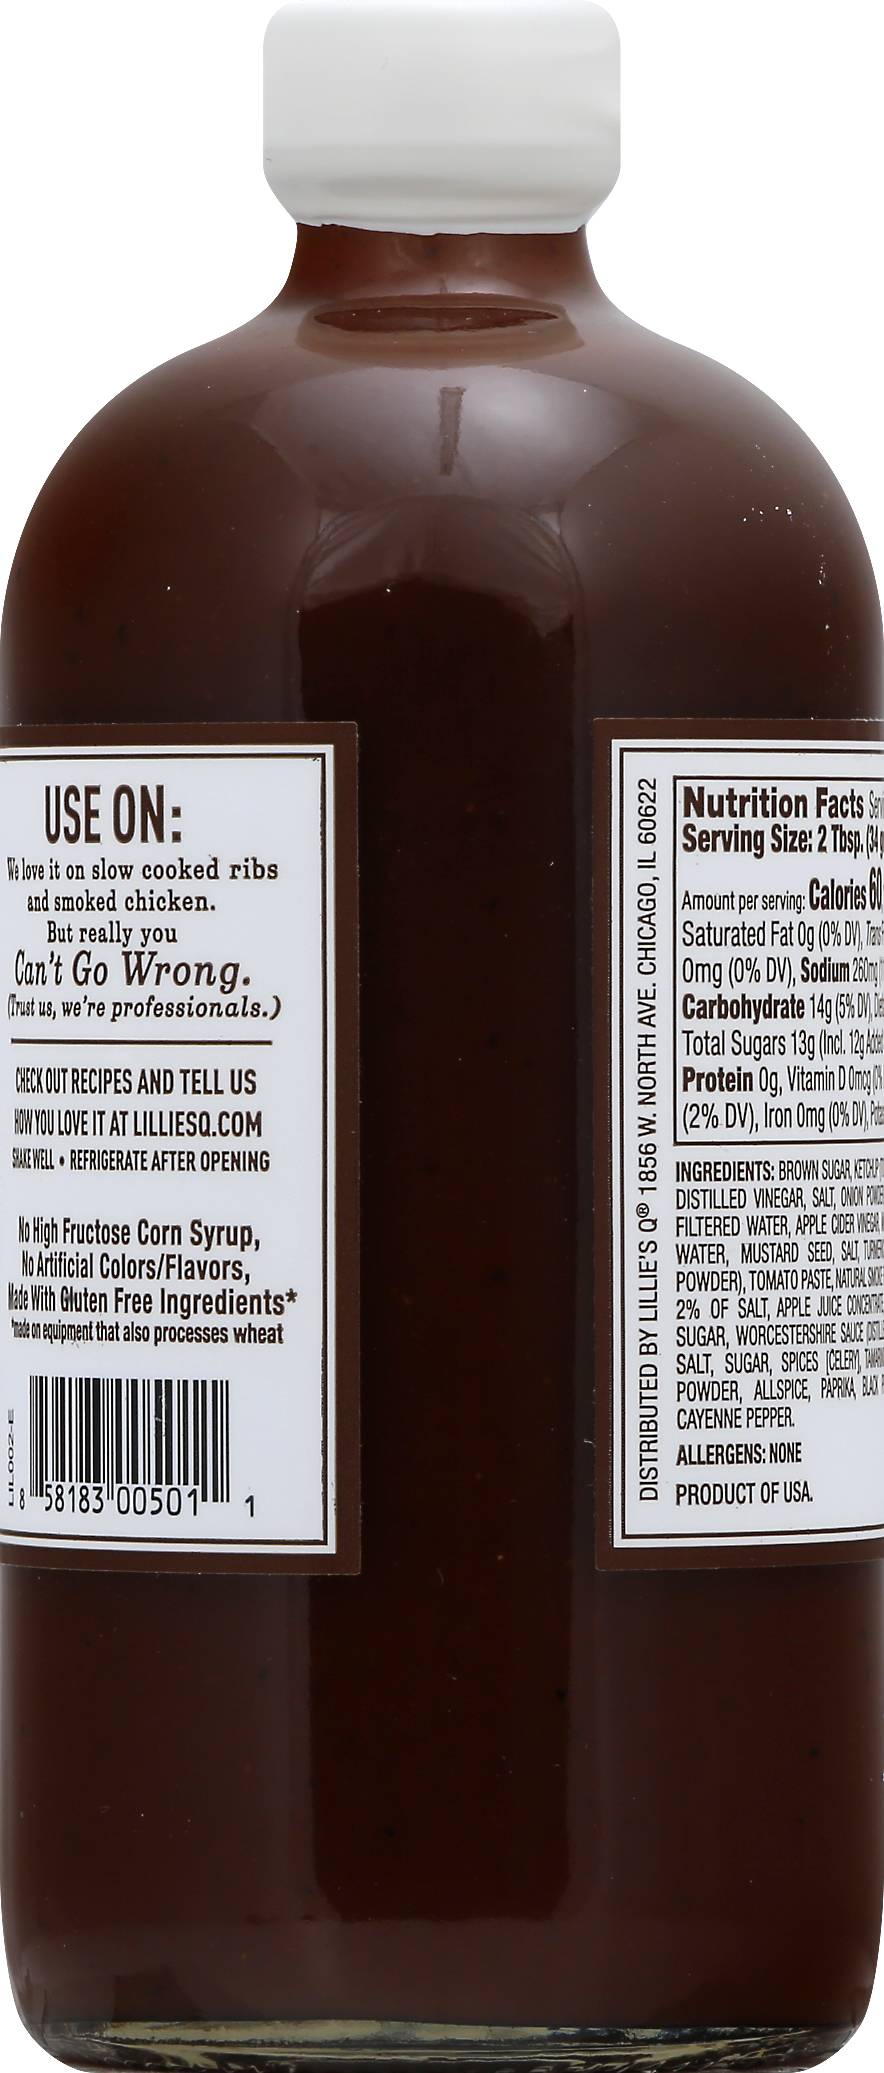 USE ON:
We love it on slow cooked ribs
and smoked chicken.
But really you
Can't Go Wrong.
(Trust us, we're professionals.)
CHECK OUT RECIPES AND TELL US
HOW YOU LOVE IT AT LILLIESQ.COM
SHAKE WELL • REFRIGERATE AFTER OPENING
No High Fructose Corn Syrup,
No Artificial Colors/Flavors,
Made With Gluten Free Ingredients*
*made on equipment that also processes wheat
LIL002-E
8 58183 00501 1
DISTRIBUTED BY LILLIE'S Q® 1856 W. NORTH AVE. CHICAGO, IL 60622
Nutrition Facts
Serving Size: 2 Tbsp. (34
Amount per serving: Calories 60
Saturated Fat 0g (0% DV), Trans
0mg (0% DV), Sodium 260mg
Carbohydrate 14g (5% DV),
Total Sugars 13g (Incl. 12g Added
Protein 0g, Vitamin D 0mcg (0%
(2% DV), Iron 0mg (0% DV),
INGREDIENTS: BROWN SUGAR, KETCHUP
DISTILLED VINEGAR, SALT, ONION POWDER
FILTERED WATER, APPLE CIDER VINEGAR,
WATER, MUSTARD SEED, SALT,
POWDER), TOMATO PASTE, NATURAL SMOKE
2% OF SALT, APPLE JUICE
SUGAR, WORCESTERSHIRE SAUCE
SALT, SUGAR, SPICES [CELERY],
POWDER, ALLSPICE, PAPRIKA, BLACK
CAYENNE PEPPER.
ALLERGENS: NONE
PRODUCT OF USA.